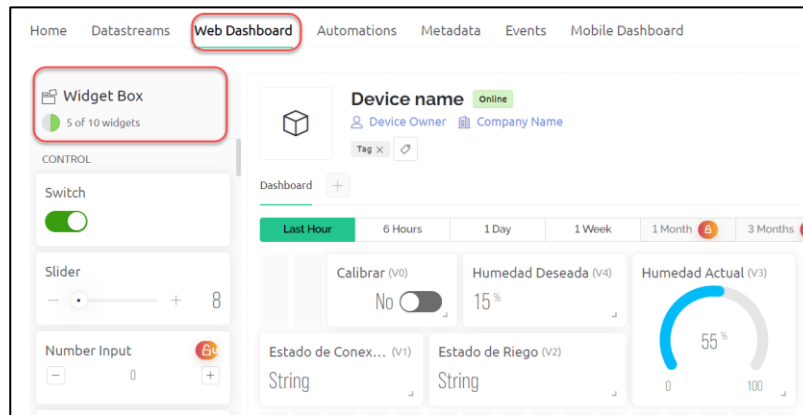 Home Datastreams Web Dashboard Automations Metadata Events Mobile Dashboard
Widget Box
5 of 10 widgets
CONTROL
Switch
Slider
8
Number Input
0
Device name Online
Device Owner Company Name
Tag ×
Dashboard +
Last Hour 6 Hours 1 Day 1 Week 1 Month 3 Months
Calibrar (V0)
No
Humedad Deseada (V4)
15 %
Humedad Actual (V3)
55 %
0 100
Estado de Conex... (V1)
String
Estado de Riego (V2)
String